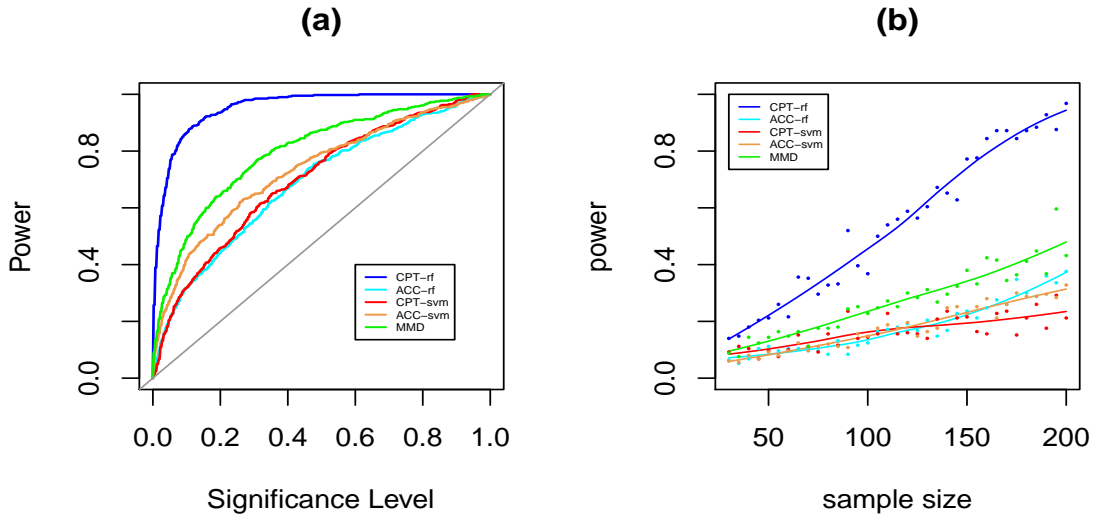 (a)
Power
0.0
0.4
0.8
0.0
0.2
0.4
0.6
0.8
1.0
Significance Level
CPT−rf
ACC−rf
CPT−svm
ACC−svm
MMD
(b)
power
0.0
0.4
0.8
50
100
150
200
sample size
CPT−rf
ACC−rf
CPT−svm
ACC−svm
MMD